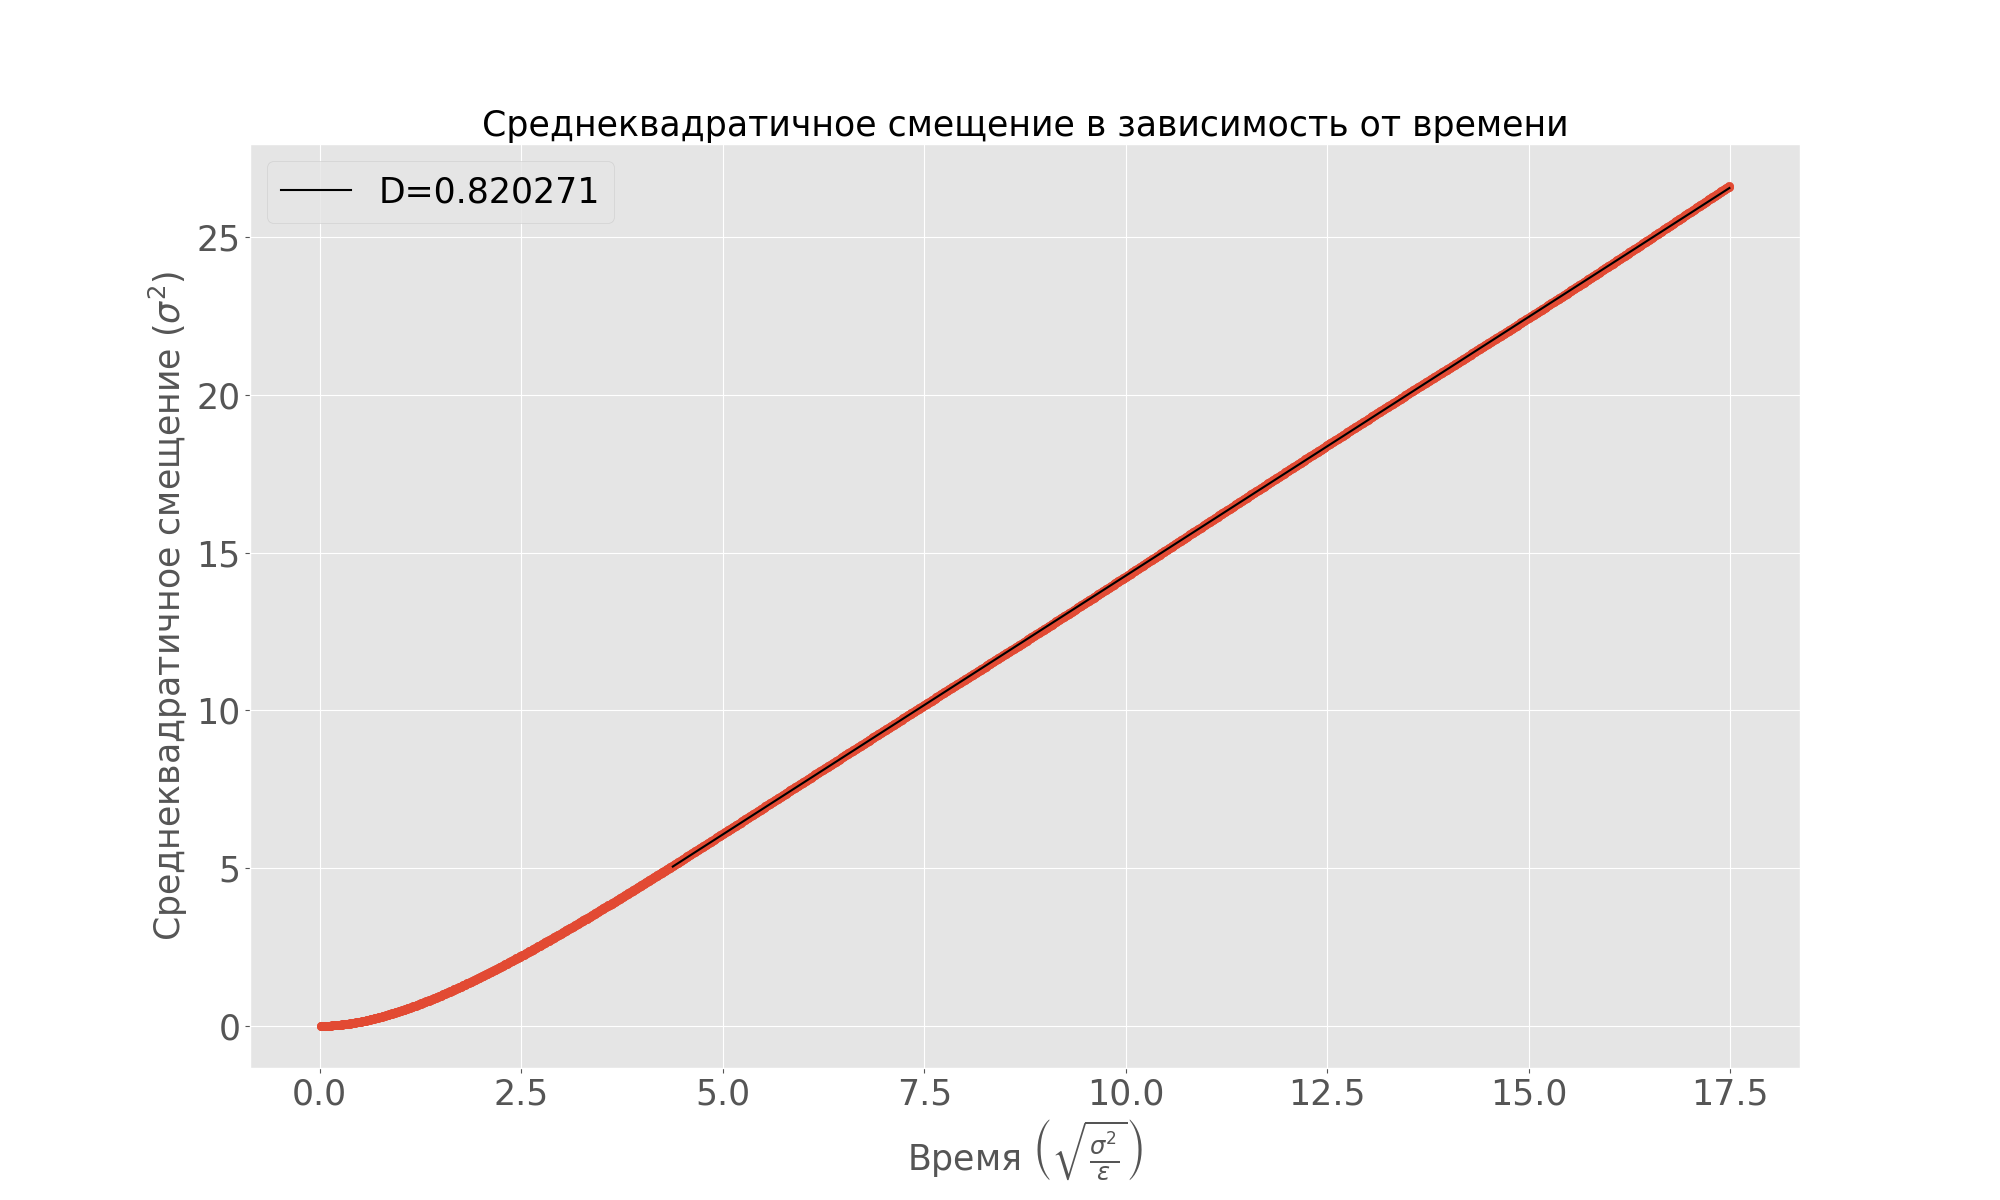 Среднеквадратичное смещение в зависимость от времени
D=0.820271
Среднеквадратичное смещение (σ²)
25
20
15
10
5
0
0.0 2.5 5.0 7.5 10.0 12.5 15.0 17.5
Время (√(σ²/ε))